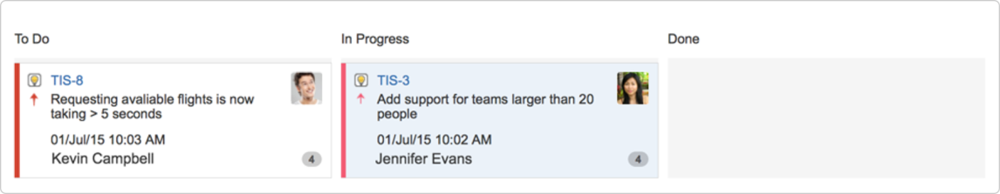 To Do
In Progress
Done
TIS-8
Requesting avaliable flights is now
taking > 5 seconds
01/Jul/15 10:03 AM
Kevin Campbell
4
TIS-3
Add support for teams larger than 20
people
01/Jul/15 10:02 AM
Jennifer Evans
4